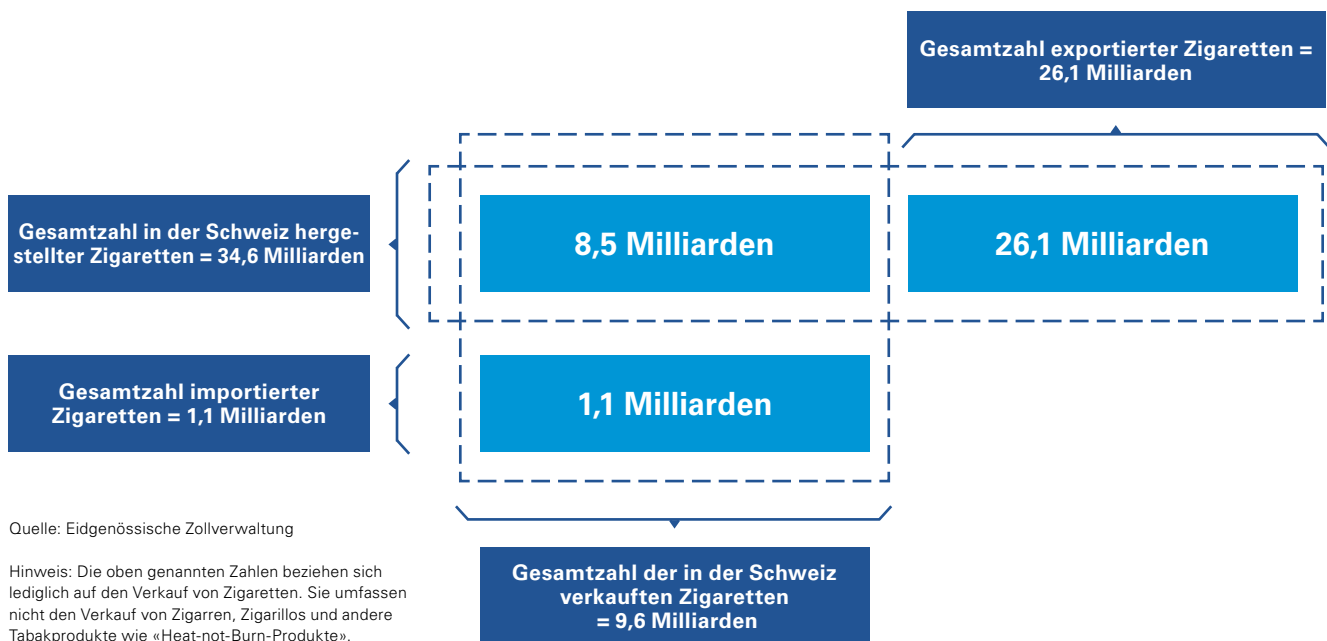 Gesamtzahl exportierter Zigaretten =
26,1 Milliarden
Gesamtzahl in der Schweiz herge-
stellter Zigaretten = 34,6 Milliarden
8,5 Milliarden
26,1 Milliarden
Gesamtzahl importierter
Zigaretten = 1,1 Milliarden
1,1 Milliarden
Quelle: Eidgenössische Zollverwaltung
Hinweis: Die oben genannten Zahlen beziehen sich
lediglich auf den Verkauf von Zigaretten. Sie umfassen
nicht den Verkauf von Zigarren, Zigarillos und andere
Tabakprodukte wie «Heat-not-Burn-Produkte».
Gesamtzahl der in der Schweiz
verkauften Zigaretten
= 9,6 Milliarden